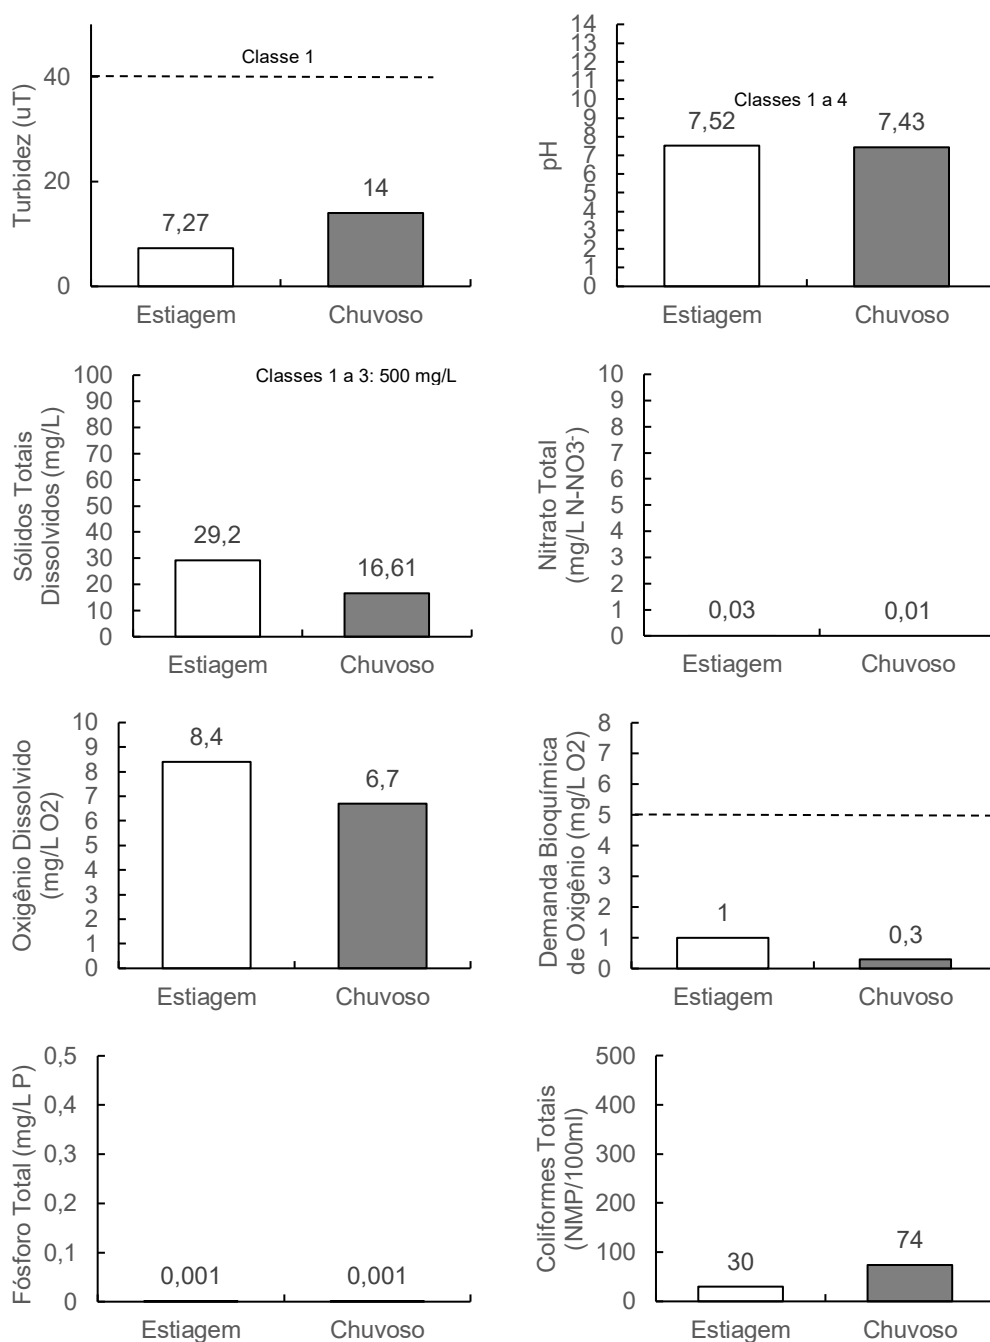 Turbidez (uT)
40
20
0
Classe 1
7,27
14
Estiagem
Chuvoso
pH
14
13
12
11
10
9
8
7
6
5
4
3
2
1
0
Classes 1 a 4
7,52
7,43
Estiagem
Chuvoso
Sólidos Totais
Dissolvidos (mg/L)
100
90
80
70
60
50
40
30
20
10
0
Classes 1 a 3: 500 mg/L
29,2
16,61
Estiagem
Chuvoso
Nitrato Total
(mg/L N-NO3-)
10
9
8
7
6
5
4
3
2
1
0
0,03
0,01
Estiagem
Chuvoso
Oxigênio Dissolvido
(mg/L O2)
10
9
8
7
6
5
4
3
2
1
0
8,4
6,7
Estiagem
Chuvoso
Demanda Bioquímica
de Oxigênio (mg/L O2)
8
7
6
5
4
3
2
1
0
1
0,3
Estiagem
Chuvoso
Fósforo Total (mg/L P)
0,5
0,4
0,3
0,2
0,1
0
0,001
0,001
Estiagem
Chuvoso
Coliformes Totais
(NMP/100ml)
500
400
300
200
100
0
30
74
Estiagem
Chuvoso